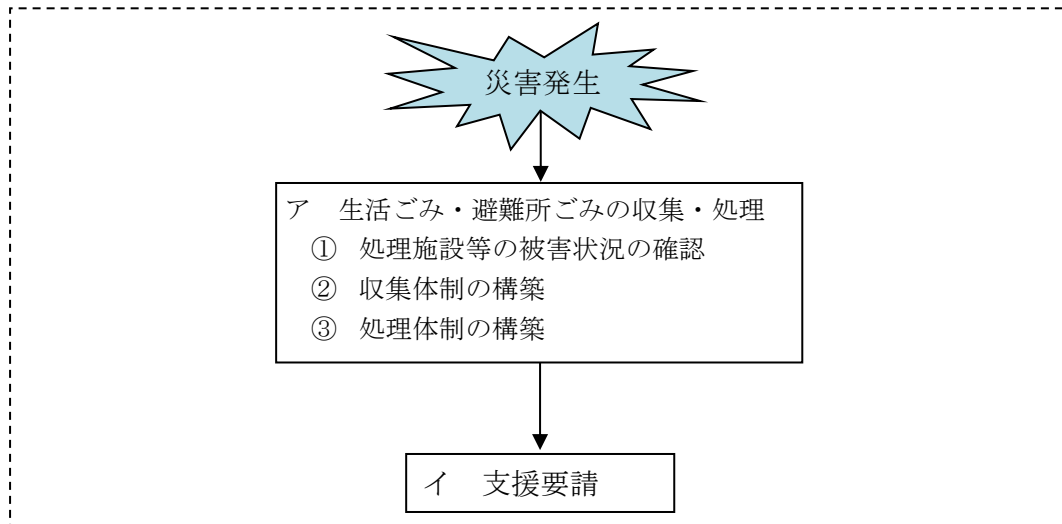 災害発生
ア　生活ごみ・避難所ごみの収集・処理
①　処理施設等の被害状況の確認
②　収集体制の構築
③　処理体制の構築
イ　支援要請